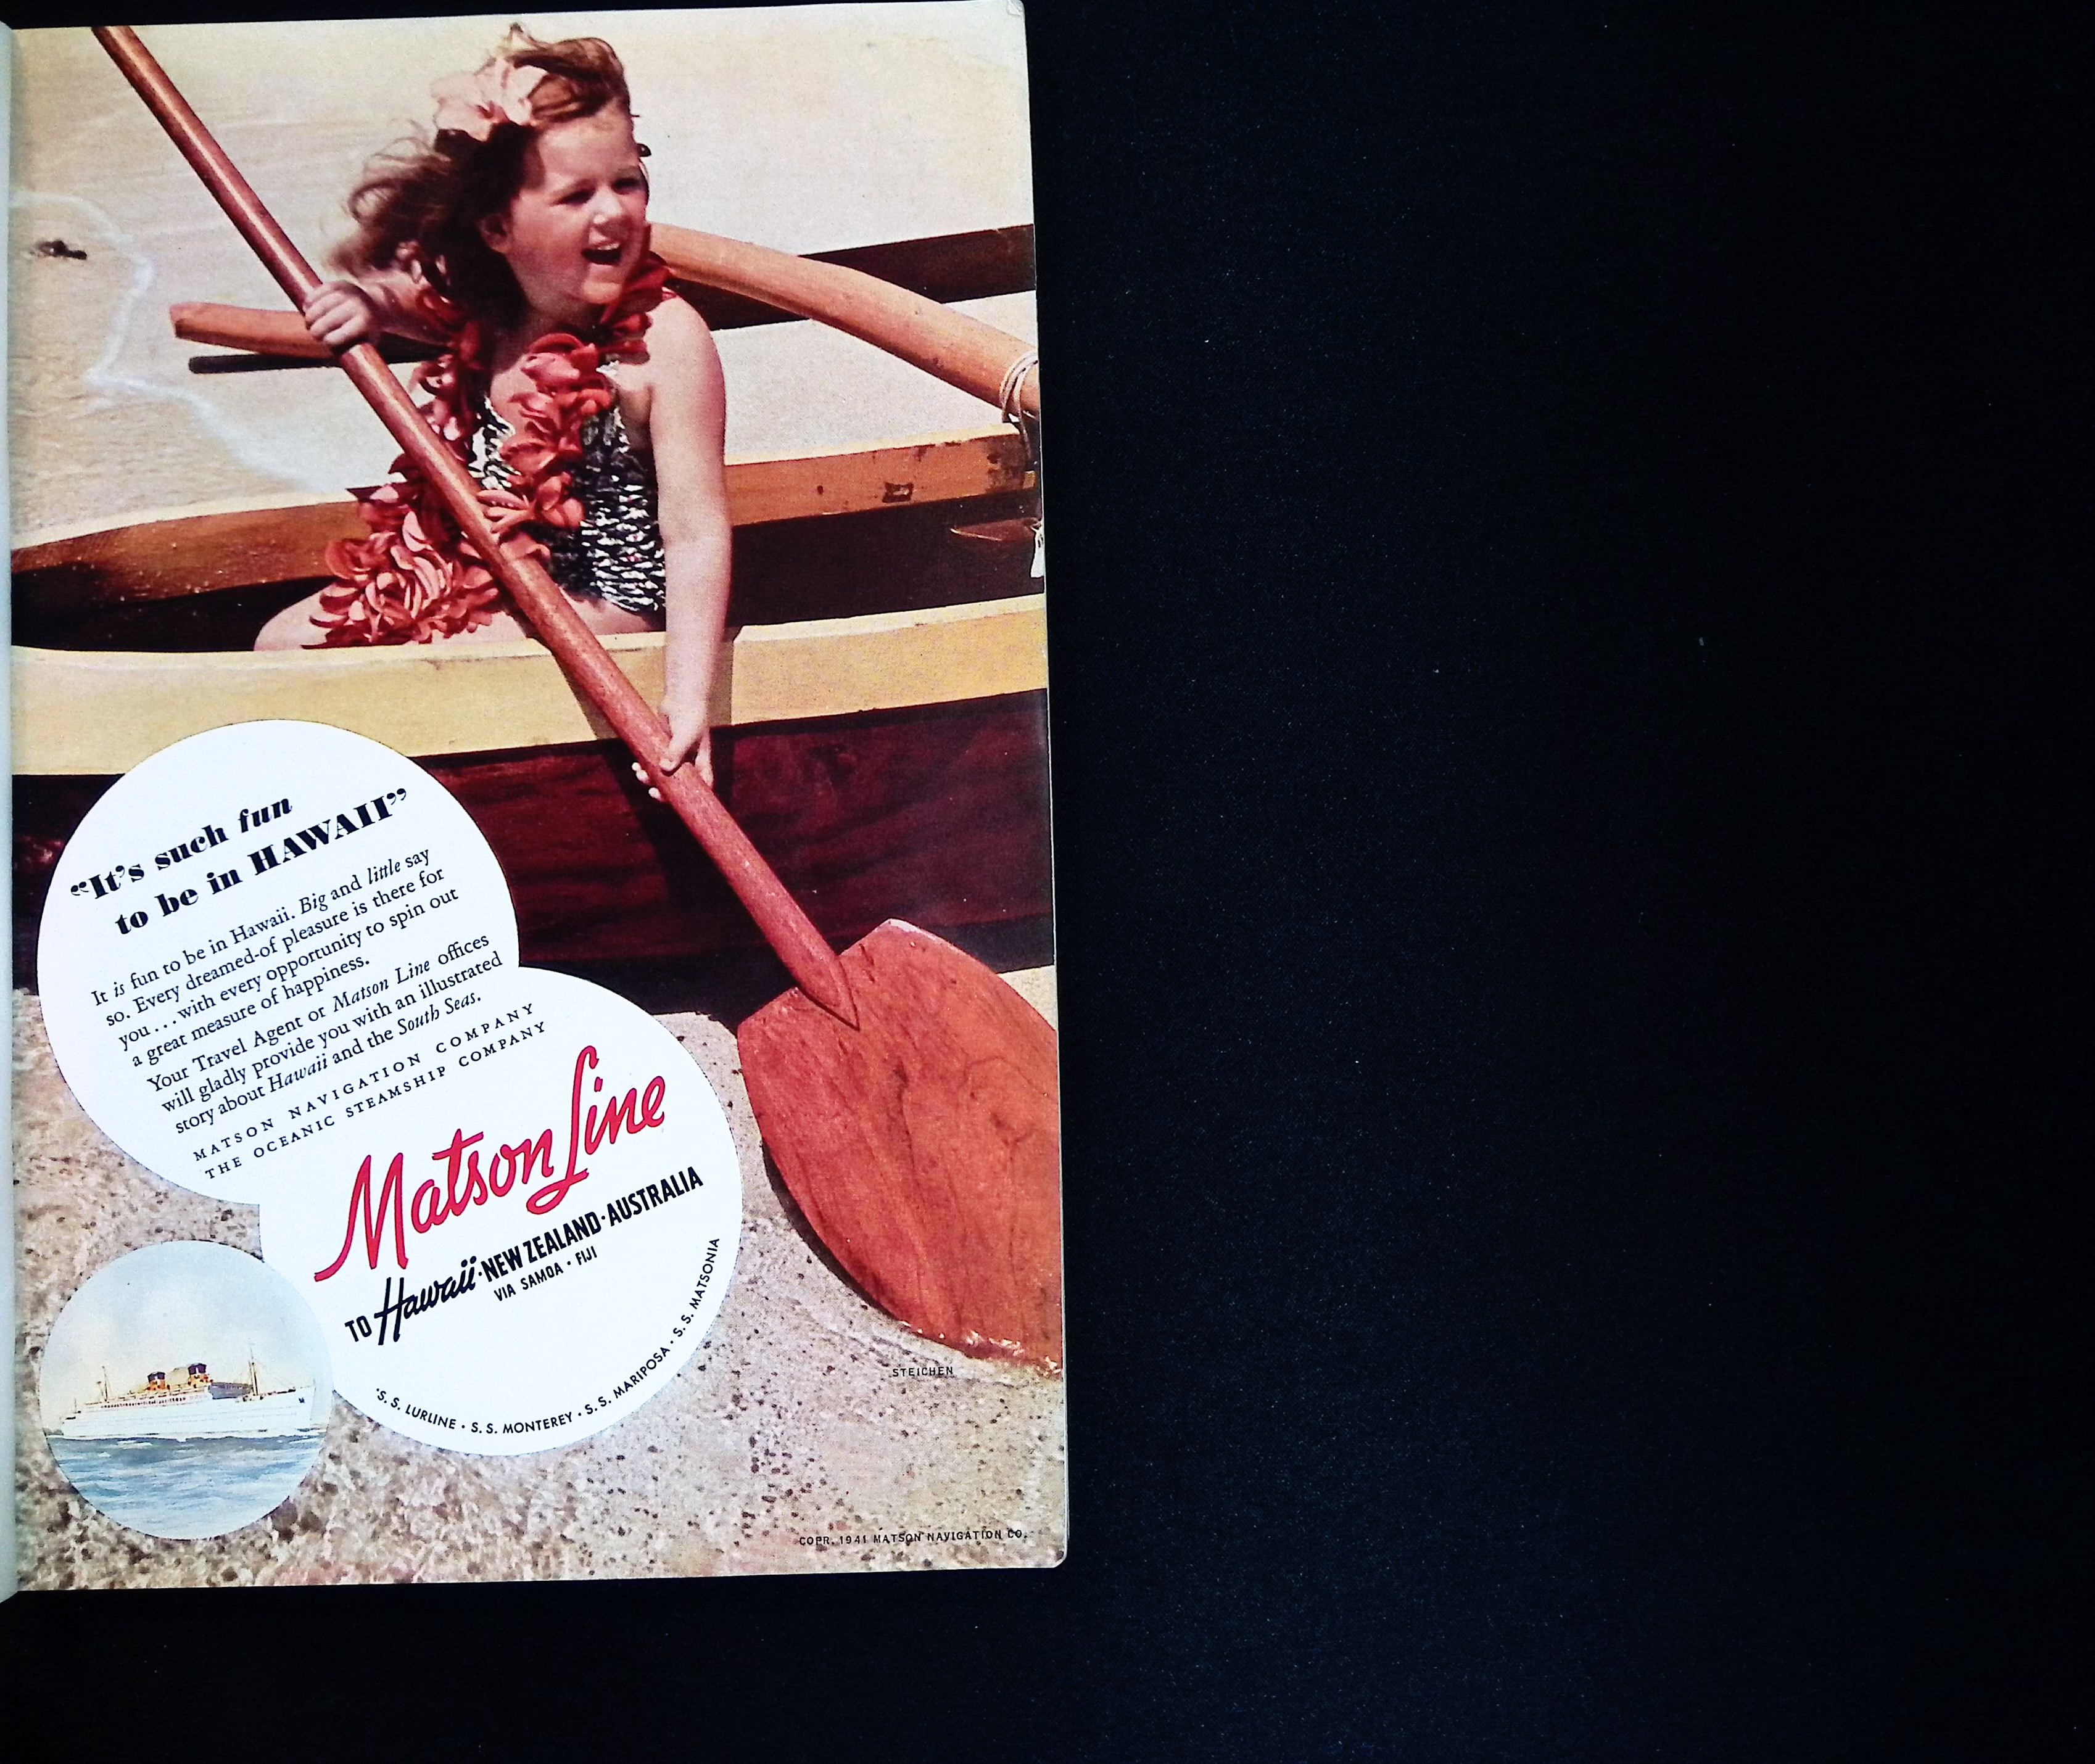 “It's such fun
to be in HAWAII”
It is fun to be in Hawaii. Big and little say
so. Every dreamed-of pleasure is there for
you...with every opportunity to spin out
a great measure of happiness.
Your Travel Agent or Matson Line offices
will gladly provide you with an illustrated
story about Hawaii and the South Seas.
MATSON NAVIGATION COMPANY
THE OCEANIC STEAMSHIP COMPANY
Matson Line
TO Hawaii·NEW ZEALAND·AUSTRALIA
VIA SAMOA · FIJI
S.S. LURLINE · S.S. MONTEREY · S.S. MARIPOSA · S.S. MATSONIA
STEICHEN
COPR. 1941 MATSON NAVIGATION CO.